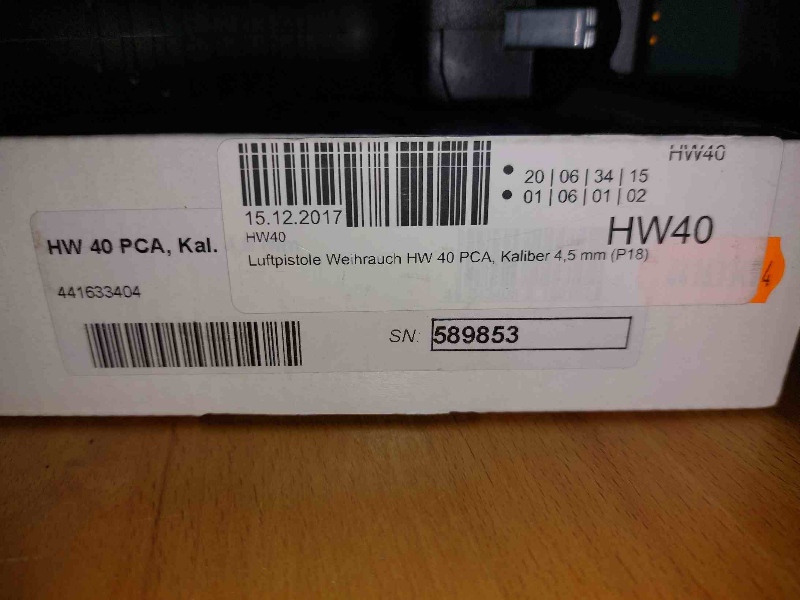 HW40
20 | 06 | 34 | 15
01 | 06 | 01 | 02
15.12.2017
HW40
HW40
Luftpistole Weihrauch HW 40 PCA, Kaliber 4,5 mm (P18)
HW 40 PCA, Kal.
441633404
SN: 589853
4